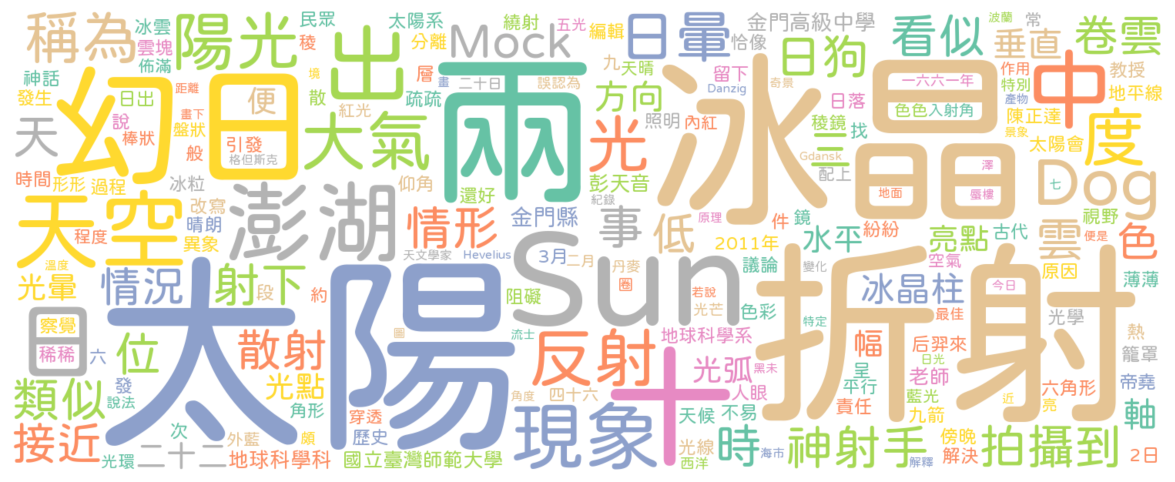 稱為
冰雲
雲塊
佈滿
陽光
民眾
稜
出
太陽系
分離
層
繞射
Mock
五光
編輯
九
日暈
恰像
金門高級中學
日狗
看似
波蘭
常
垂直
卷雲
神話
發生
幻日
便
日出
說
棒狀
距離
畫下
盤狀
般
境
散
引發
格但斯克
大氣
紅光
畫
疏疏
二十日
兩
誤認為
天晴
方向
照明
光
留下
Danzig
內紅
奇景
稜鏡
三
日落
找
Gdansk
配上
冰晶
一六六一年
色色
入射角
中
作用
特別
產物
陳正達
景象
太陽會
教授
地平線
度
天
時間
形形
過程
冰粒
改寫
晴朗
異象
程度
天空
溫度
澎湖
仰角
還好
紀錄
情形
金門縣
彭天音
原理
事
低
件
鏡
2011年
水平
紛紛
日
地面
澤
蜃樓
七
亮點
空氣
古代
Dog
視野
便是
雲
原因
色
薄薄
光暈
情況
射下
段
約
天文學家
Hevelius
3月
二月
丹麥
圈
阻礙
若說
光芒
Sun
議論
變化
色彩
折射
冰晶柱
今日
最佳
光學
熱
籠罩
日
察覺
稀稀
六
位
太陽
散射
圖
流士
反射
地球科學系
特定
黑未
幅
后羿來
日光
呈
平行
老師
藍光
近
六角形
亮
帝堯
軸
類似
發
說法
光點
角形
穿透
歷史
現象
角度
四十六
十
光弧
人眼
天候
不易
責任
九箭
傍晚
解決
接近
次
光環
二十二
外藍
頗
地球科學科
國立臺灣師範大學
光線
西洋
時
海市
神射手
解釋
拍攝到
2日